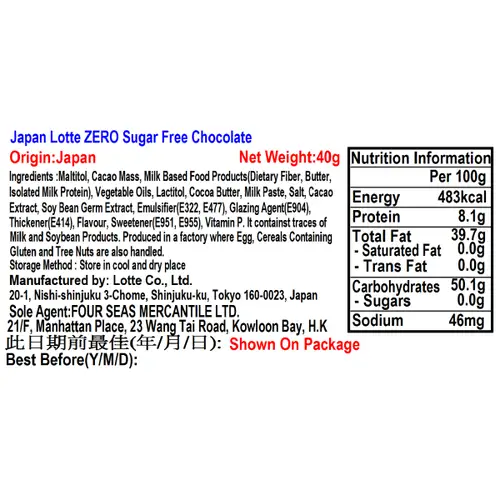 Japan Lotte ZERO Sugar Free Chocolate
Origin:Japan Net Weight:40g
Ingredients :Maltitol, Cacao Mass, Milk Based Food Products(Dietary Fiber, Butter,
Isolated Milk Protein), Vegetable Oils, Lactitol, Cocoa Butter, Milk Paste, Salt, Cacao
Extract, Soy Bean Germ Extract, Emulsifier(E322, E477), Glazing Agent(E904),
Thickener(E414), Flavour, Sweetener(E951, E955), Vitamin P. It containst traces of
Milk and Soybean Products. Produced in a factory where Egg, Cereals Containing
Gluten and Tree Nuts are also handled.
Storage Method : Store in cool and dry place
Manufactured by: Lotte Co., Ltd.
20-1, Nishi-shinjuku 3-Chome, Shinjuku-ku, Tokyo 160-0023, Japan
Sole Agent:FOUR SEAS MERCANTILE LTD.
21/F, Manhattan Place, 23 Wang Tai Road, Kowloon Bay, H.K
此日期前最佳(年/月/日): Shown On Package
Best Before(Y/M/D):
Nutrition Information
Per 100g
Energy 483kcal
Protein 8.1g
Total Fat 39.7g
- Saturated Fat 0.0g
- Trans Fat 0.0g
Carbohydrates 50.1g
- Sugars 0.0g
Sodium 46mg